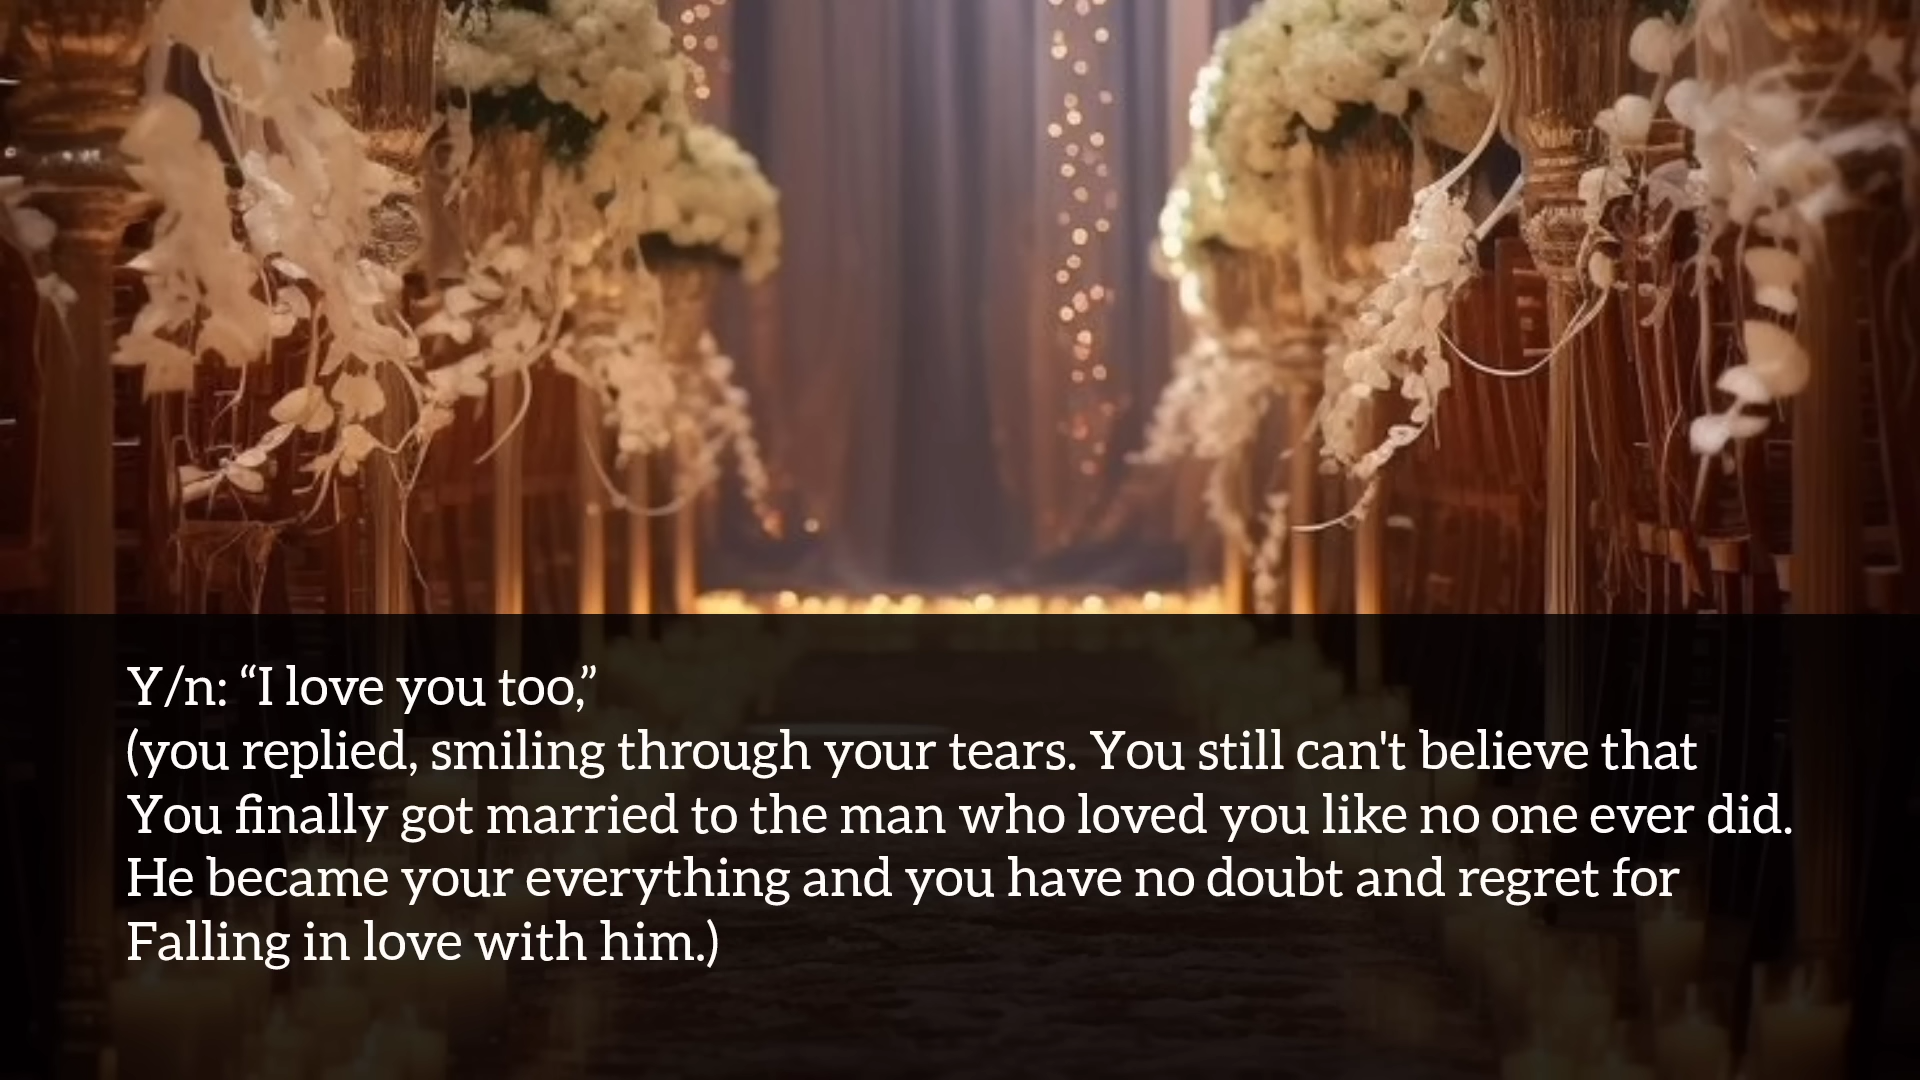 Y/n: “I love you too,”
(you replied, smiling through your tears. You still can't believe that
You finally got married to the man who loved you like no one ever did.
He became your everything and you have no doubt and regret for
Falling in love with him.)